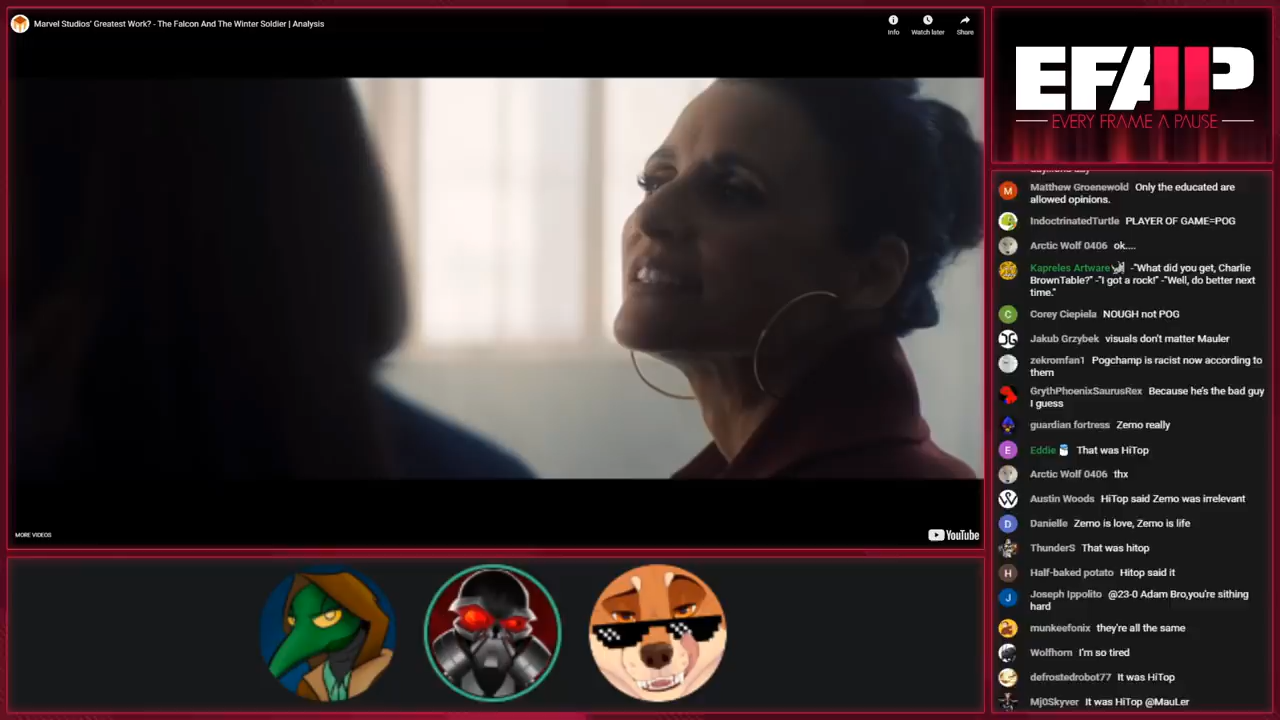 Marvel Studios' Greatest Work? - The Falcon And The Winter Soldier | Analysis
Info
Watch later
Share
MORE VIDEOS
YouTube
EFAP
EVERY FRAME A PAUSE
Matthew Groenewold Only the educated are
allowed opinions.
IndoctrinatedTurtle PLAYER OF GAME=POG
Arctic Wolf 0406 ok....
Kapreles Artware -"What did you get, Charlie
BrownTable?" -"I got a rock!" -"Well, do better next
time."
Corey Ciepiela NOUGH not POG
Jakub Grzybek visuals don't matter Mauler
zekromfan1 Pogchamp is racist now according to
them
GrythPhoenixSaurusRex Because he's the bad guy
I guess
guardian fortress Zemo really
Eddie That was HiTop
Arctic Wolf 0406 thx
Austin Woods HiTop said Zemo was irrelevant
Danielle Zemo is love, Zemo is life
ThunderS That was hitop
Half-baked potato Hitop said it
Joseph Ippolito @23-0 Adam Bro,you're sithing
hard
munkeefonix they're all the same
Wolfhorn I'm so tired
defrostedrobot77 It was HiTop
Mj0Skyver It was HiTop @MauLer